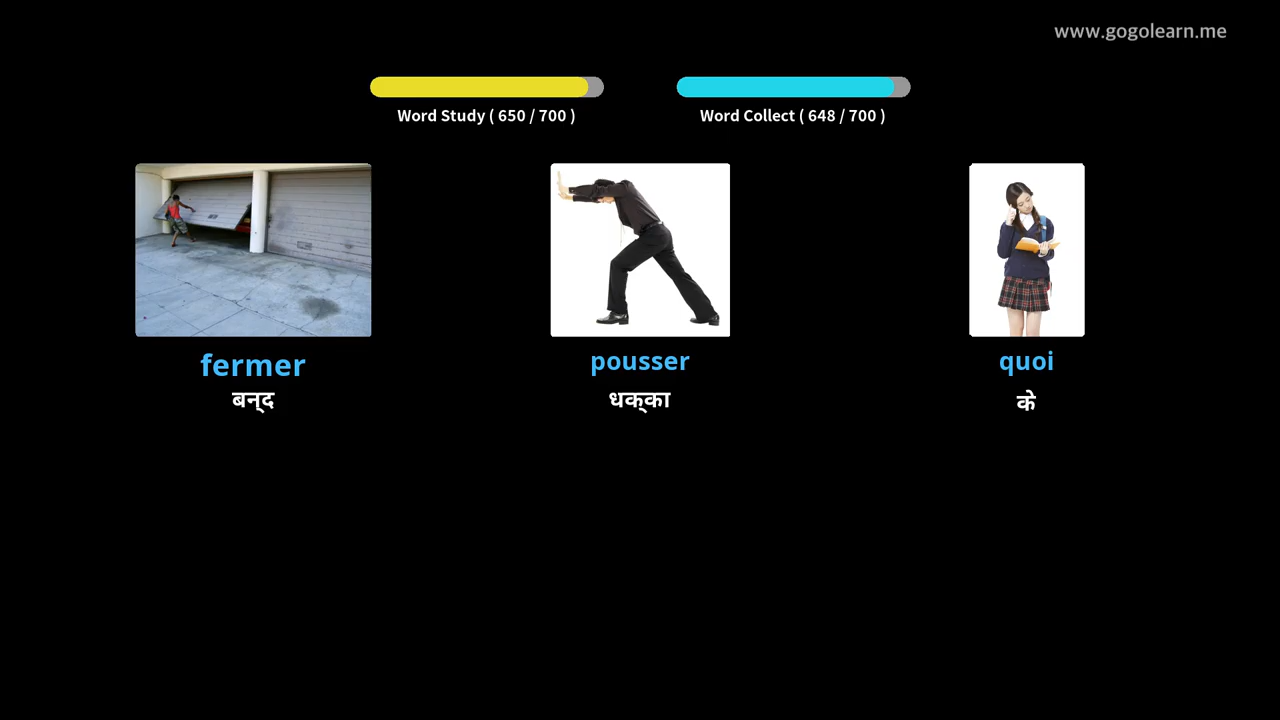 www.gogolearn.me
Word Study ( 650 / 700 )
Word Collect ( 648 / 700 )
fermer
बन्द
pousser
धक्का
quoi
के